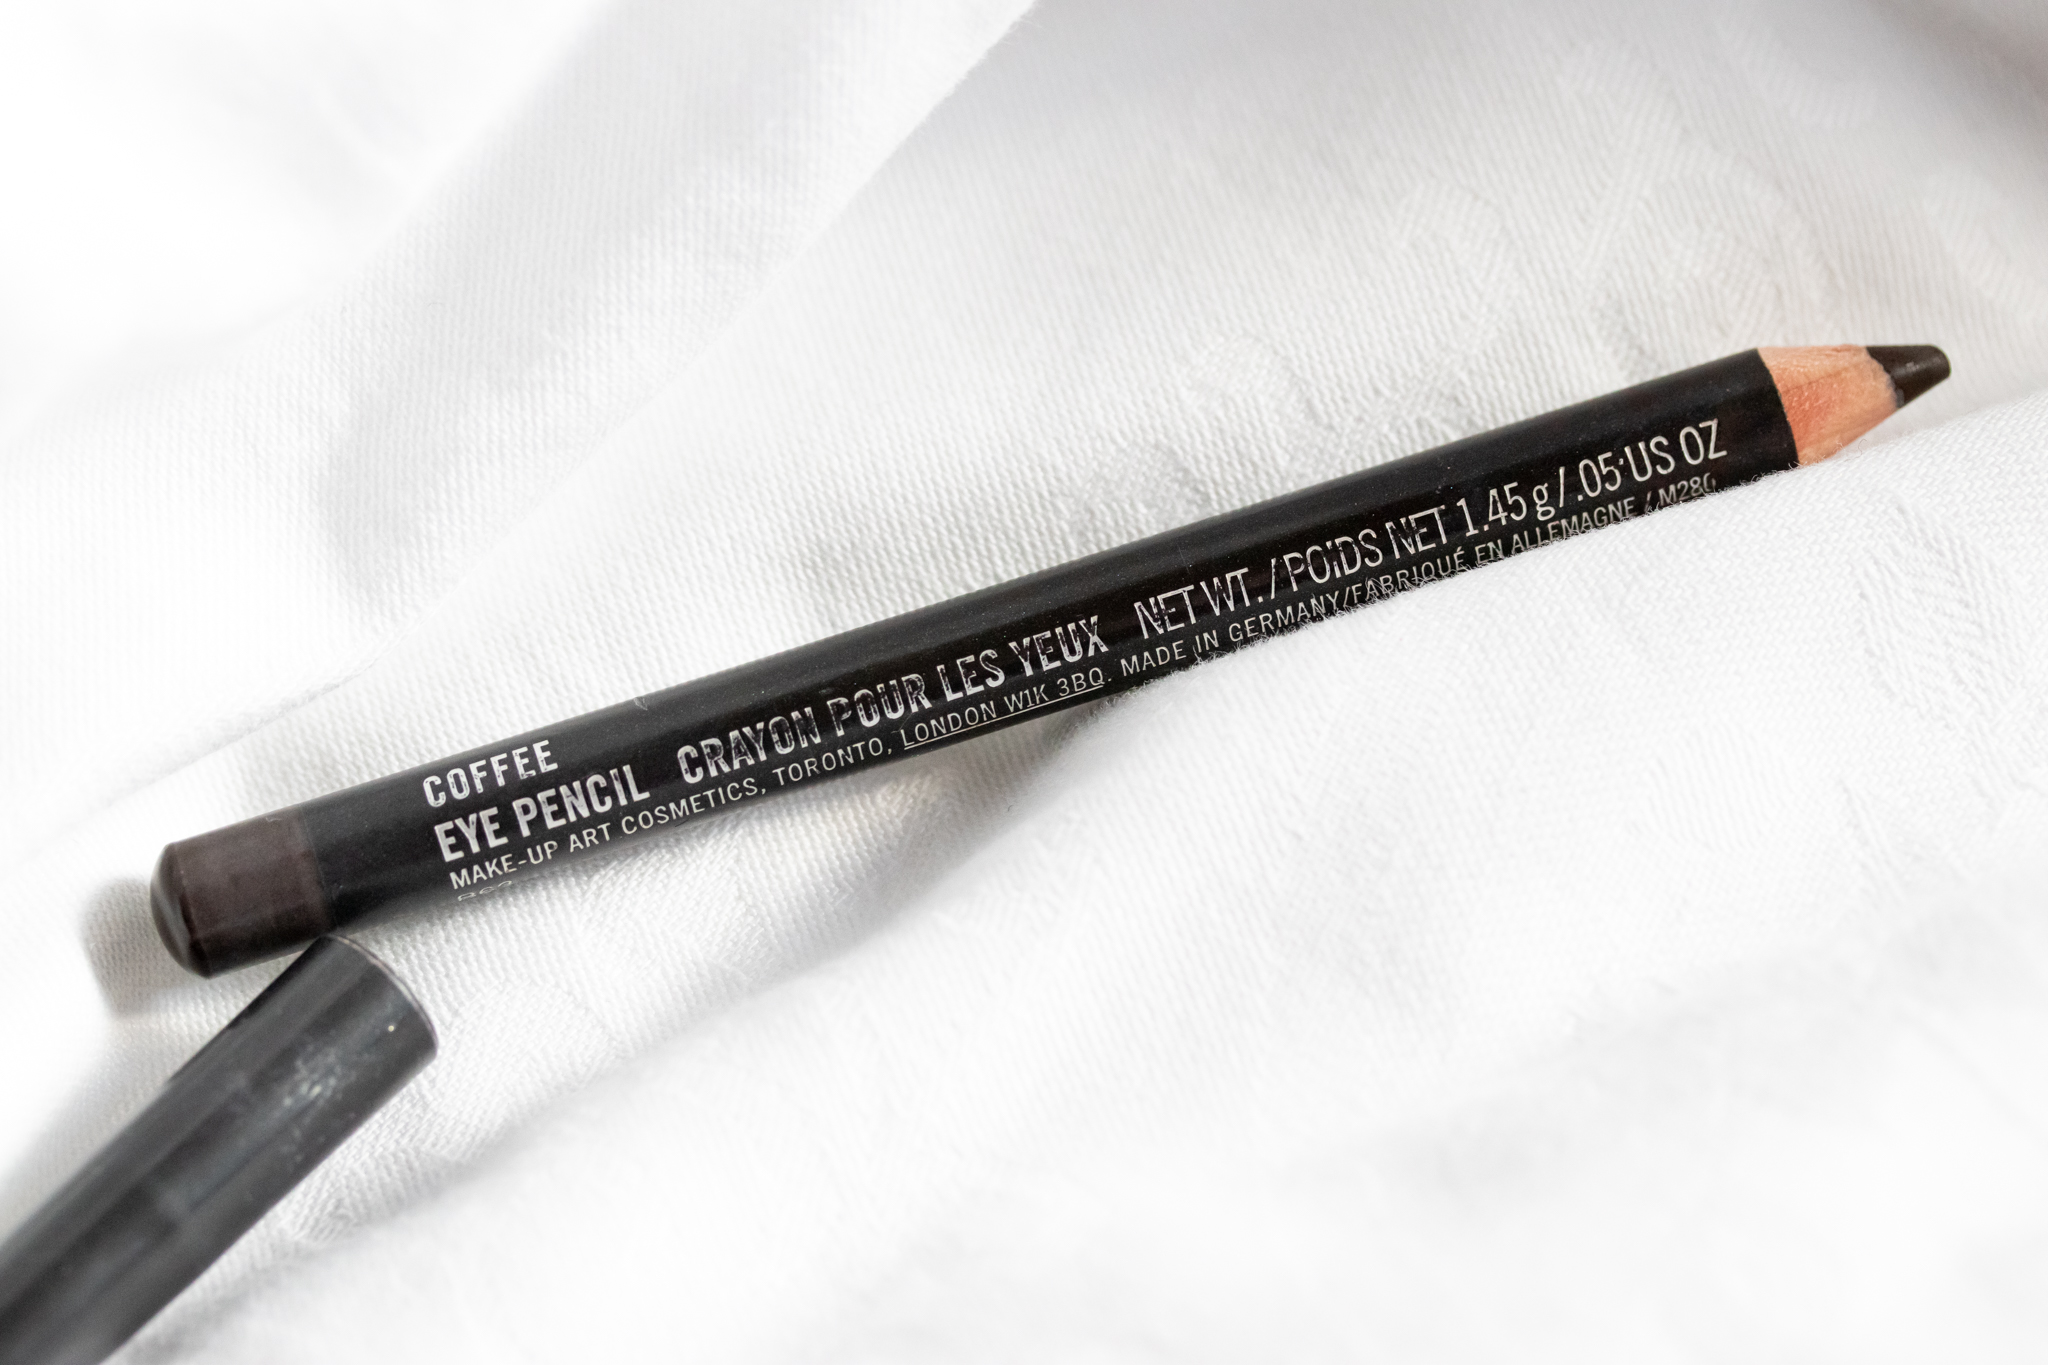 COFFEE
EYE PENCIL CRAYON POUR LES YEUX NET WT./POIDS NET 1.45 g/.05 US OZ
MAKE-UP ART COSMETICS, TORONTO, LONDON W1K 3BQ. MADE IN GERMANY/FABRIQUÉ EN ALLEMAGNE /